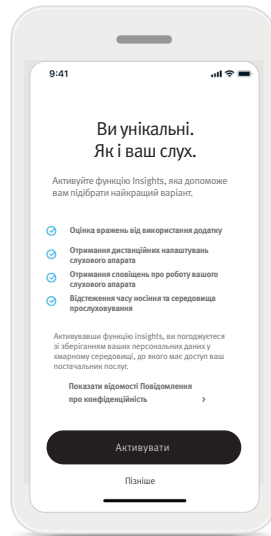 9:41
Ви унікальні.
Як і ваш слух.
Активуйте функцію Insights, яка допоможе
вам підібрати найкращий варіант.
Оцінка вражень від використання додатку
Отримання дистанційних налаштувань
слухового апарата
Отримання сповіщень про роботу вашого
слухового апарата
Відстеження часу носіння та середовища
прослуховування
Активувавши функцію insights, ви погоджуєтеся
зі зберіганням ваших персональних даних у
хмарному середовищі, до якого має доступ ваш
постачальник послуг.
Показати відомості Повідомлення
про конфіденційність
Активувати
Пізніше